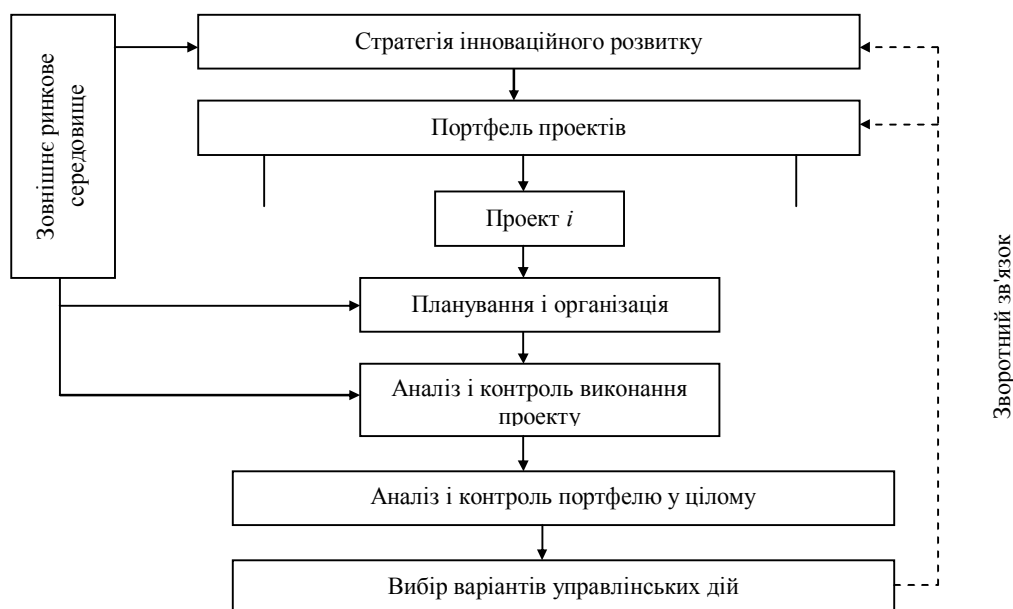 Зовнішнє ринкове
середовище
Стратегія інноваційного розвитку
Портфель проектів
Проект i
Планування і організація
Аналіз і контроль виконання
проекту
Аналіз і контроль портфелю у цілому
Вибір варіантів управлінських дій
Зворотний зв'язок